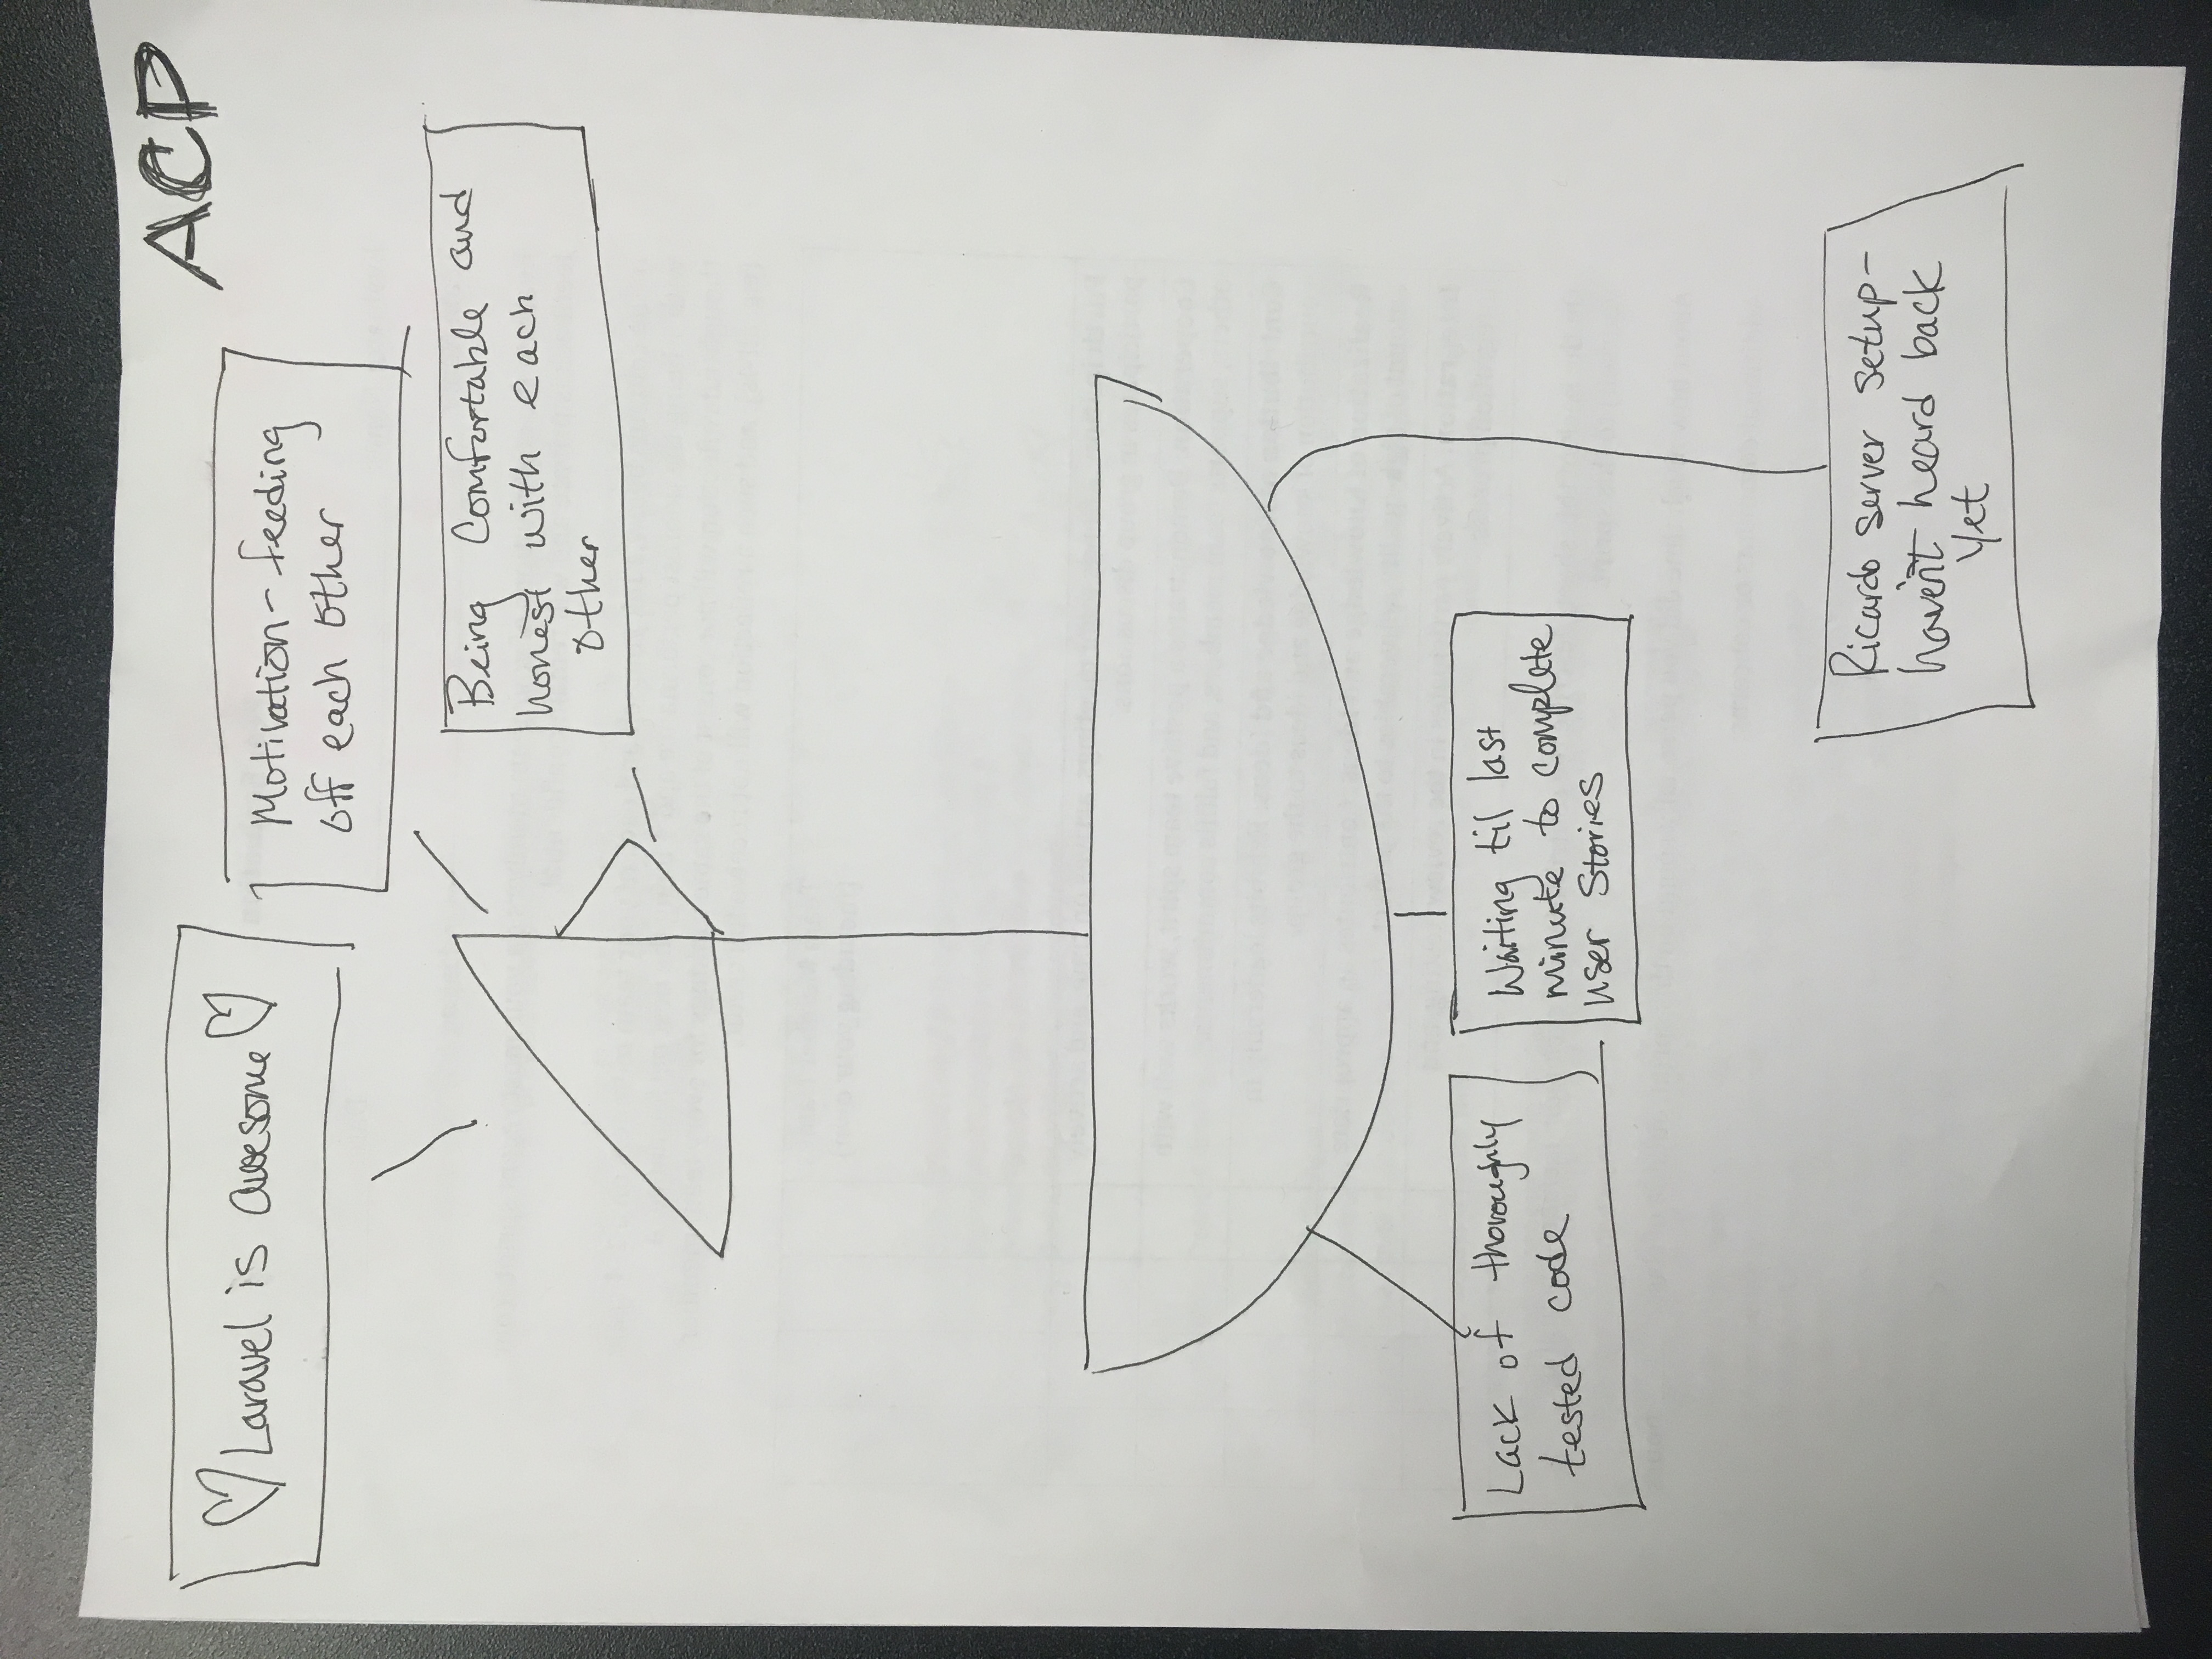 ACP
♡ Laravel is awesome ♡
Motivation - feeding
off each other
Being Comfortable and
honest with each
other
Lack of thoroughly
tested code
Waiting til last
minute to complete
user stories
Ricardo server setup -
haven't heard back
yet